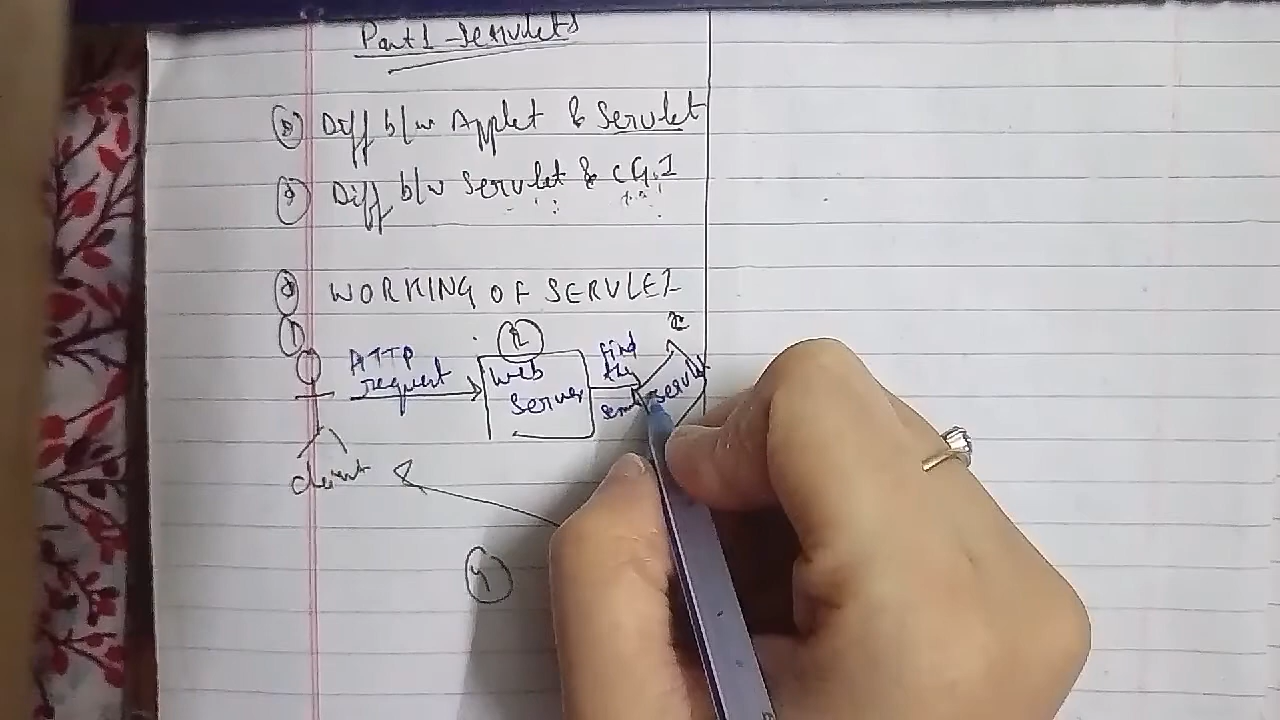 Part 1 - Servlets
Diff b/w Applet & Servlet
Diff b/w Servlet & CGI
WORKING OF SERVLET
1
2
HTTP
request
web
Server
find
the
servlet
client
4